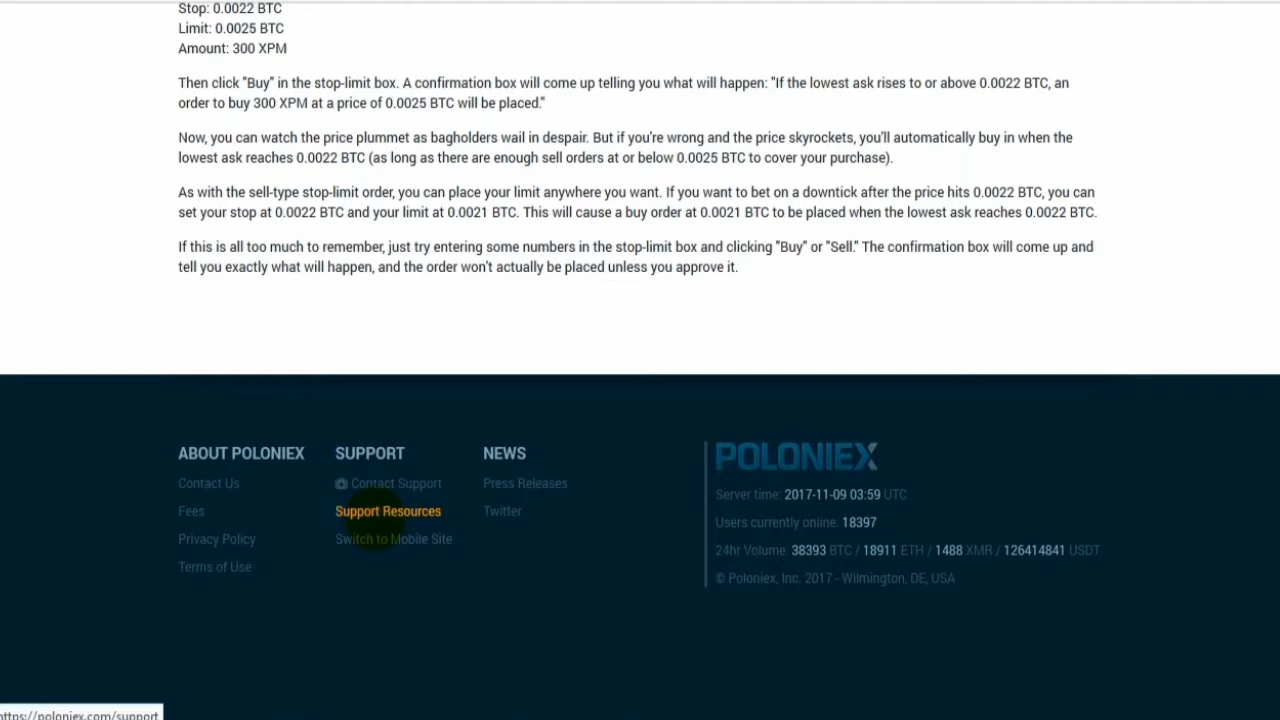 Stop: 0.0022 BTC
Limit: 0.0025 BTC
Amount: 300 XPM
Then click "Buy" in the stop-limit box. A confirmation box will come up telling you what will happen: "If the lowest ask rises to or above 0.0022 BTC, an
order to buy 300 XPM at a price of 0.0025 BTC will be placed."
Now, you can watch the price plummet as bagholders wail in despair. But if you're wrong and the price skyrockets, you'll automatically buy in when the
lowest ask reaches 0.0022 BTC (as long as there are enough sell orders at or below 0.0025 BTC to cover your purchase).
As with the sell-type stop-limit order, you can place your limit anywhere you want. If you want to bet on a downtick after the price hits 0.0022 BTC, you can
set your stop at 0.0022 BTC and your limit at 0.0021 BTC. This will cause a buy order at 0.0021 BTC to be placed when the lowest ask reaches 0.0022 BTC.
If this is all too much to remember, just try entering some numbers in the stop-limit box and clicking "Buy" or "Sell." The confirmation box will come up and
tell you exactly what will happen, and the order won't actually be placed unless you approve it.
ABOUT POLONIEX
Contact Us
Fees
Privacy Policy
Terms of Use
SUPPORT
Contact Support
Support Resources
Switch to Mobile Site
NEWS
Press Releases
Twitter
POLONIEX
Server time: 2017-11-09 03:59 UTC
Users currently online: 18397
24hr Volume: 38393 BTC / 18911 ETH / 1488 XMR / 126414841 USDT
© Poloniex, Inc. 2017 - Wilmington, DE, USA
https://poloniex.com/support